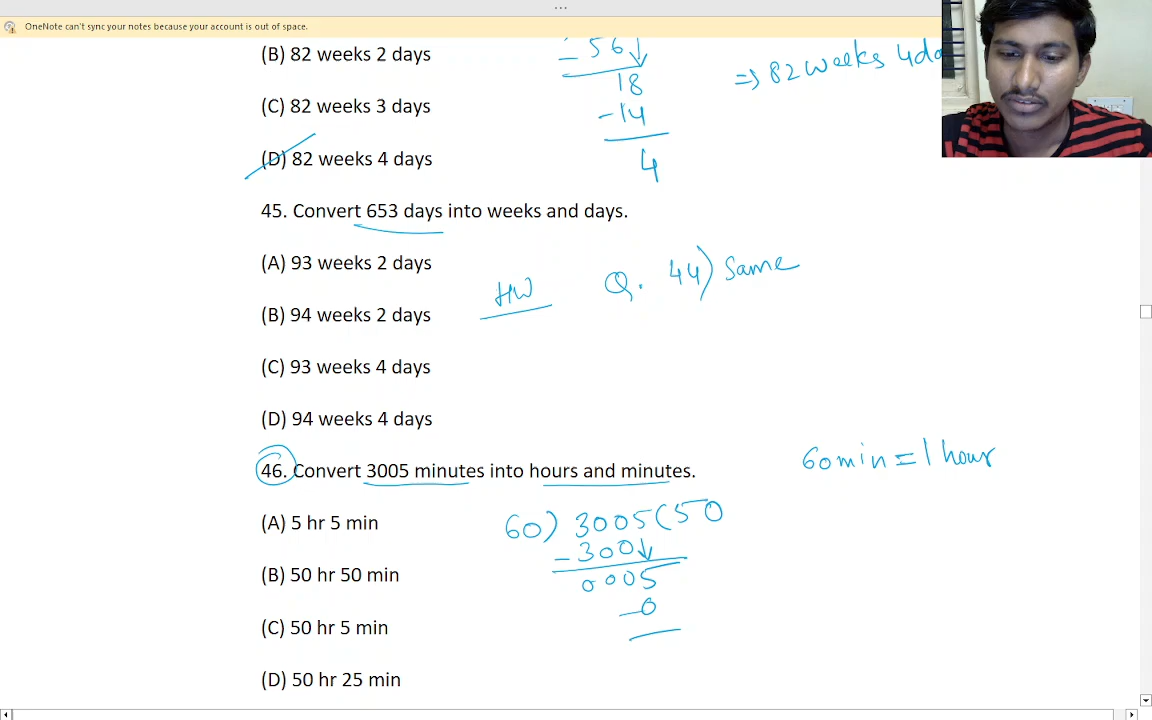 OneNote can't sync your notes because your account is out of space.
(B) 82 weeks 2 days
- 56
18
⇒ 82 weeks 4 da
(C) 82 weeks 3 days
-14
(D) 82 weeks 4 days
4
45. Convert 653 days into weeks and days.
(A) 93 weeks 2 days
HW
Q. 44) Same
(B) 94 weeks 2 days
(C) 93 weeks 4 days
(D) 94 weeks 4 days
46. Convert 3005 minutes into hours and minutes.
60 min = 1 hour
(A) 5 hr 5 min
60) 3005 (50
- 300
0005
- 0
(B) 50 hr 50 min
(C) 50 hr 5 min
(D) 50 hr 25 min